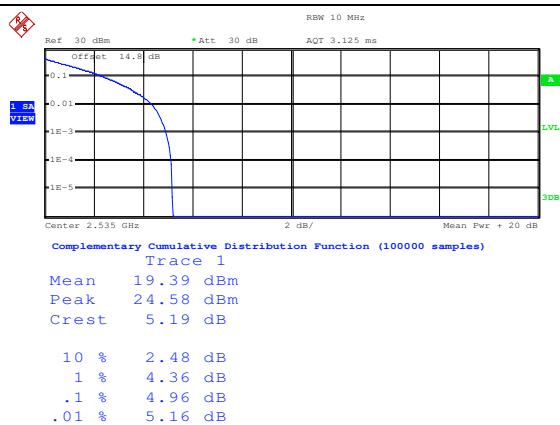 RBW 10 MHz
Ref 30 dBm *Att 30 dB AQT 3.125 ms
Offset 14.8 dB
0.1
A
0.01
1 SA
VIEW
1E-3
LVL
1E-4
1E-5
3DB
Center 2.535 GHz 2 dB/ Mean Pwr + 20 dB
Complementary Cumulative Distribution Function (100000 samples)
Trace 1
Mean 19.39 dBm
Peak 24.58 dBm
Crest 5.19 dB
10 % 2.48 dB
1 % 4.36 dB
.1 % 4.96 dB
.01 % 5.16 dB